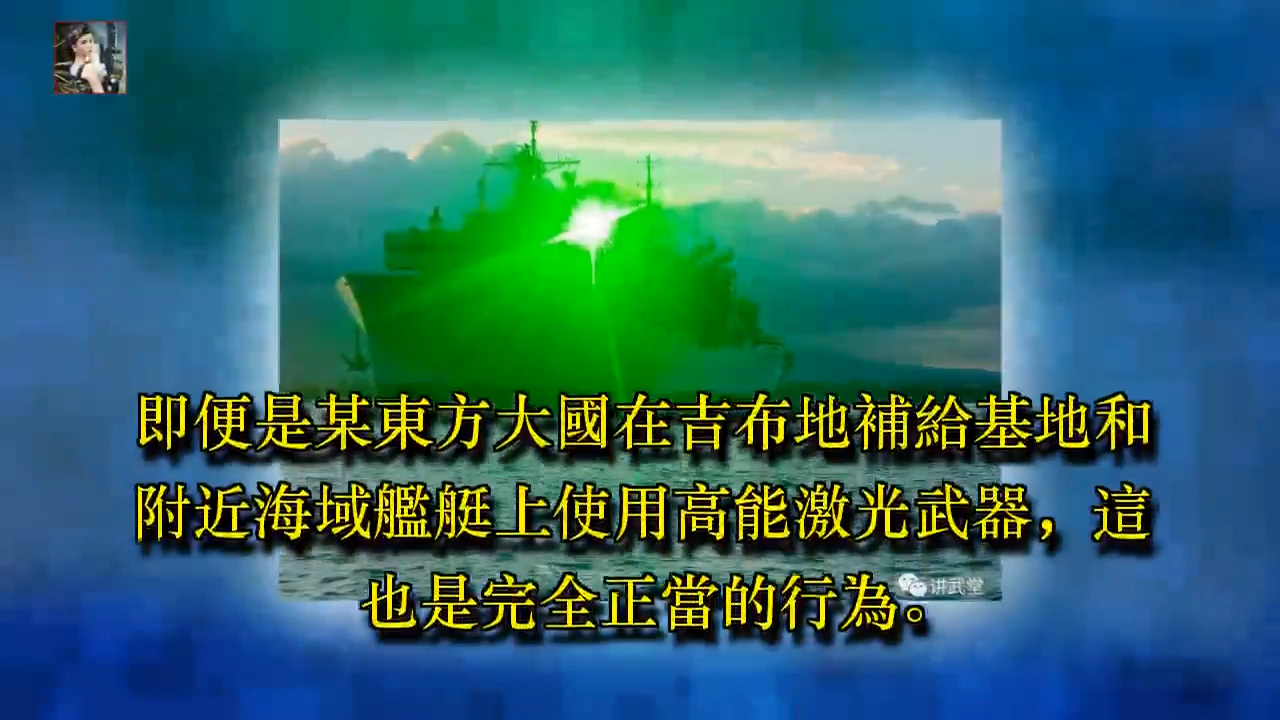 即便是某東方大國在吉布地補給基地和
附近海域艦艇上使用高能激光武器，這
也是完全正當的行為。
讲武堂